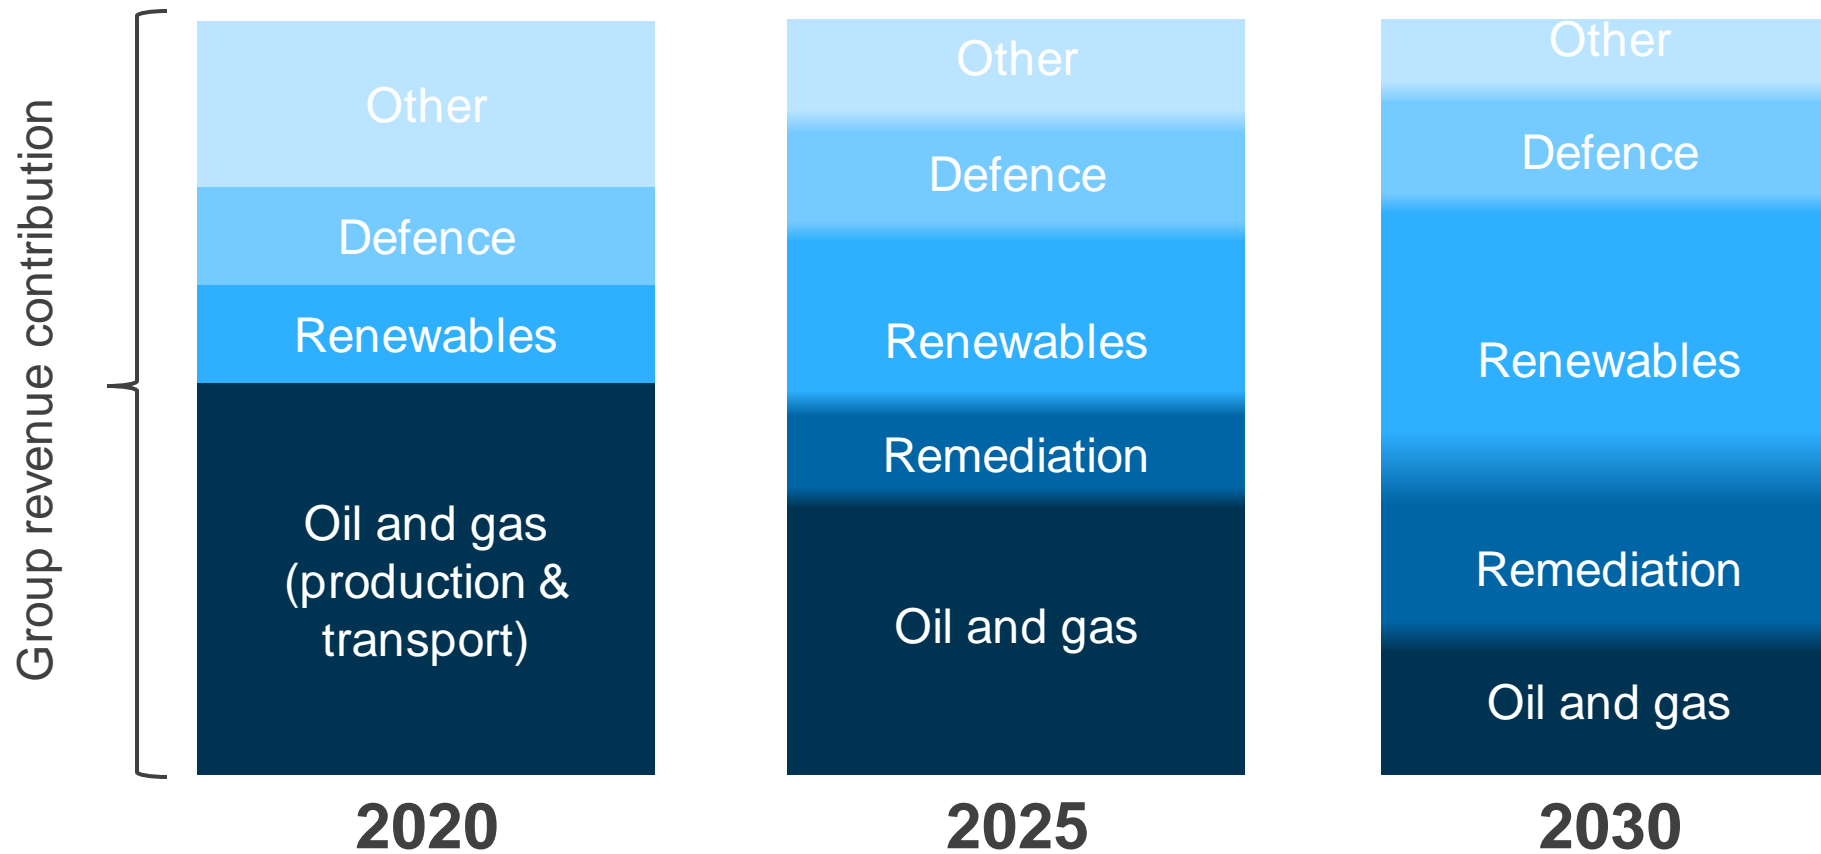 Group revenue contribution
Other
Defence
Renewables
Oil and gas
(production &
transport)
2020
Other
Defence
Renewables
Remediation
Oil and gas
2025
Other
Defence
Renewables
Remediation
Oil and gas
2030